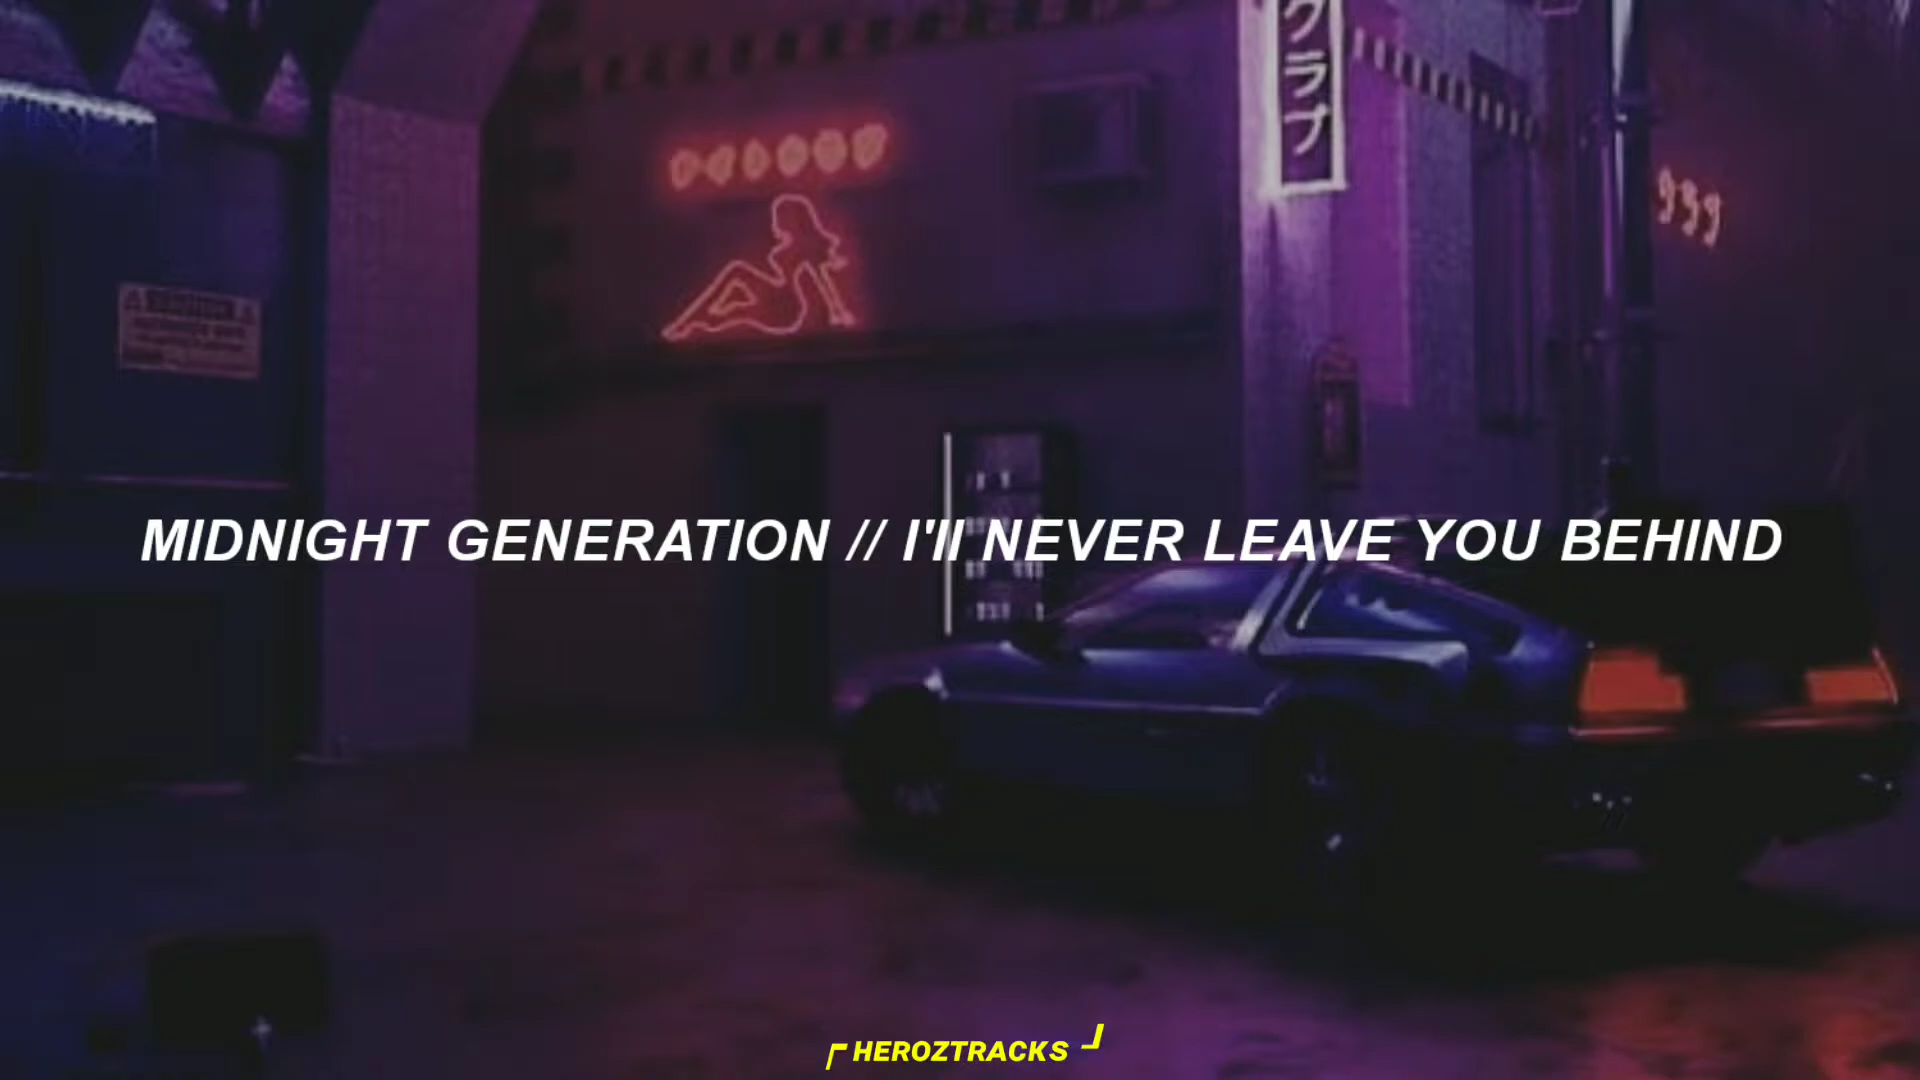 クラブ
MIDNIGHT GENERATION // I'll NEVER LEAVE YOU BEHIND
HEROZTRACKS